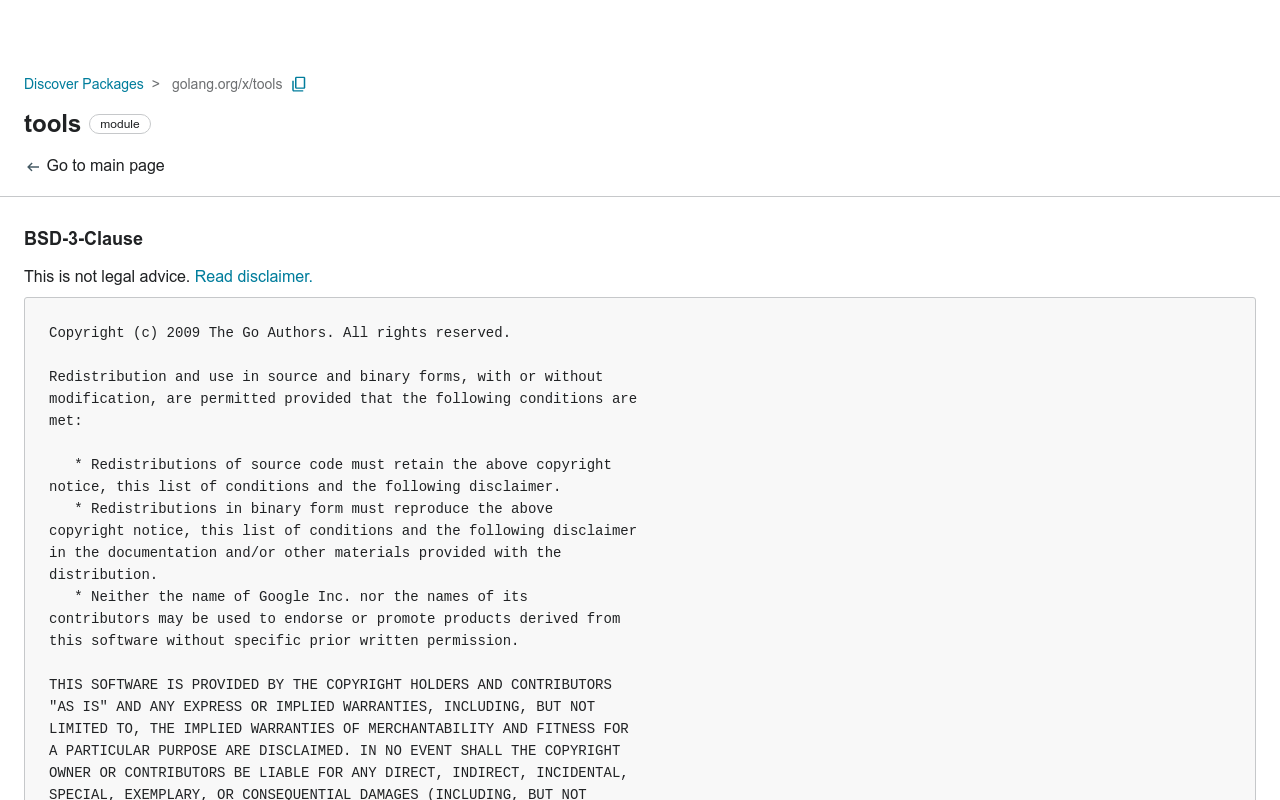 Discover Packages > golang.org/x/tools
tools module
← Go to main page
BSD-3-Clause
This is not legal advice. Read disclaimer.
Copyright (c) 2009 The Go Authors. All rights reserved.
Redistribution and use in source and binary forms, with or without
modification, are permitted provided that the following conditions are
met:
* Redistributions of source code must retain the above copyright
notice, this list of conditions and the following disclaimer.
* Redistributions in binary form must reproduce the above
copyright notice, this list of conditions and the following disclaimer
in the documentation and/or other materials provided with the
distribution.
* Neither the name of Google Inc. nor the names of its
contributors may be used to endorse or promote products derived from
this software without specific prior written permission.
THIS SOFTWARE IS PROVIDED BY THE COPYRIGHT HOLDERS AND CONTRIBUTORS
"AS IS" AND ANY EXPRESS OR IMPLIED WARRANTIES, INCLUDING, BUT NOT
LIMITED TO, THE IMPLIED WARRANTIES OF MERCHANTABILITY AND FITNESS FOR
A PARTICULAR PURPOSE ARE DISCLAIMED. IN NO EVENT SHALL THE COPYRIGHT
OWNER OR CONTRIBUTORS BE LIABLE FOR ANY DIRECT, INDIRECT, INCIDENTAL,
SPECIAL, EXEMPLARY, OR CONSEQUENTIAL DAMAGES (INCLUDING, BUT NOT